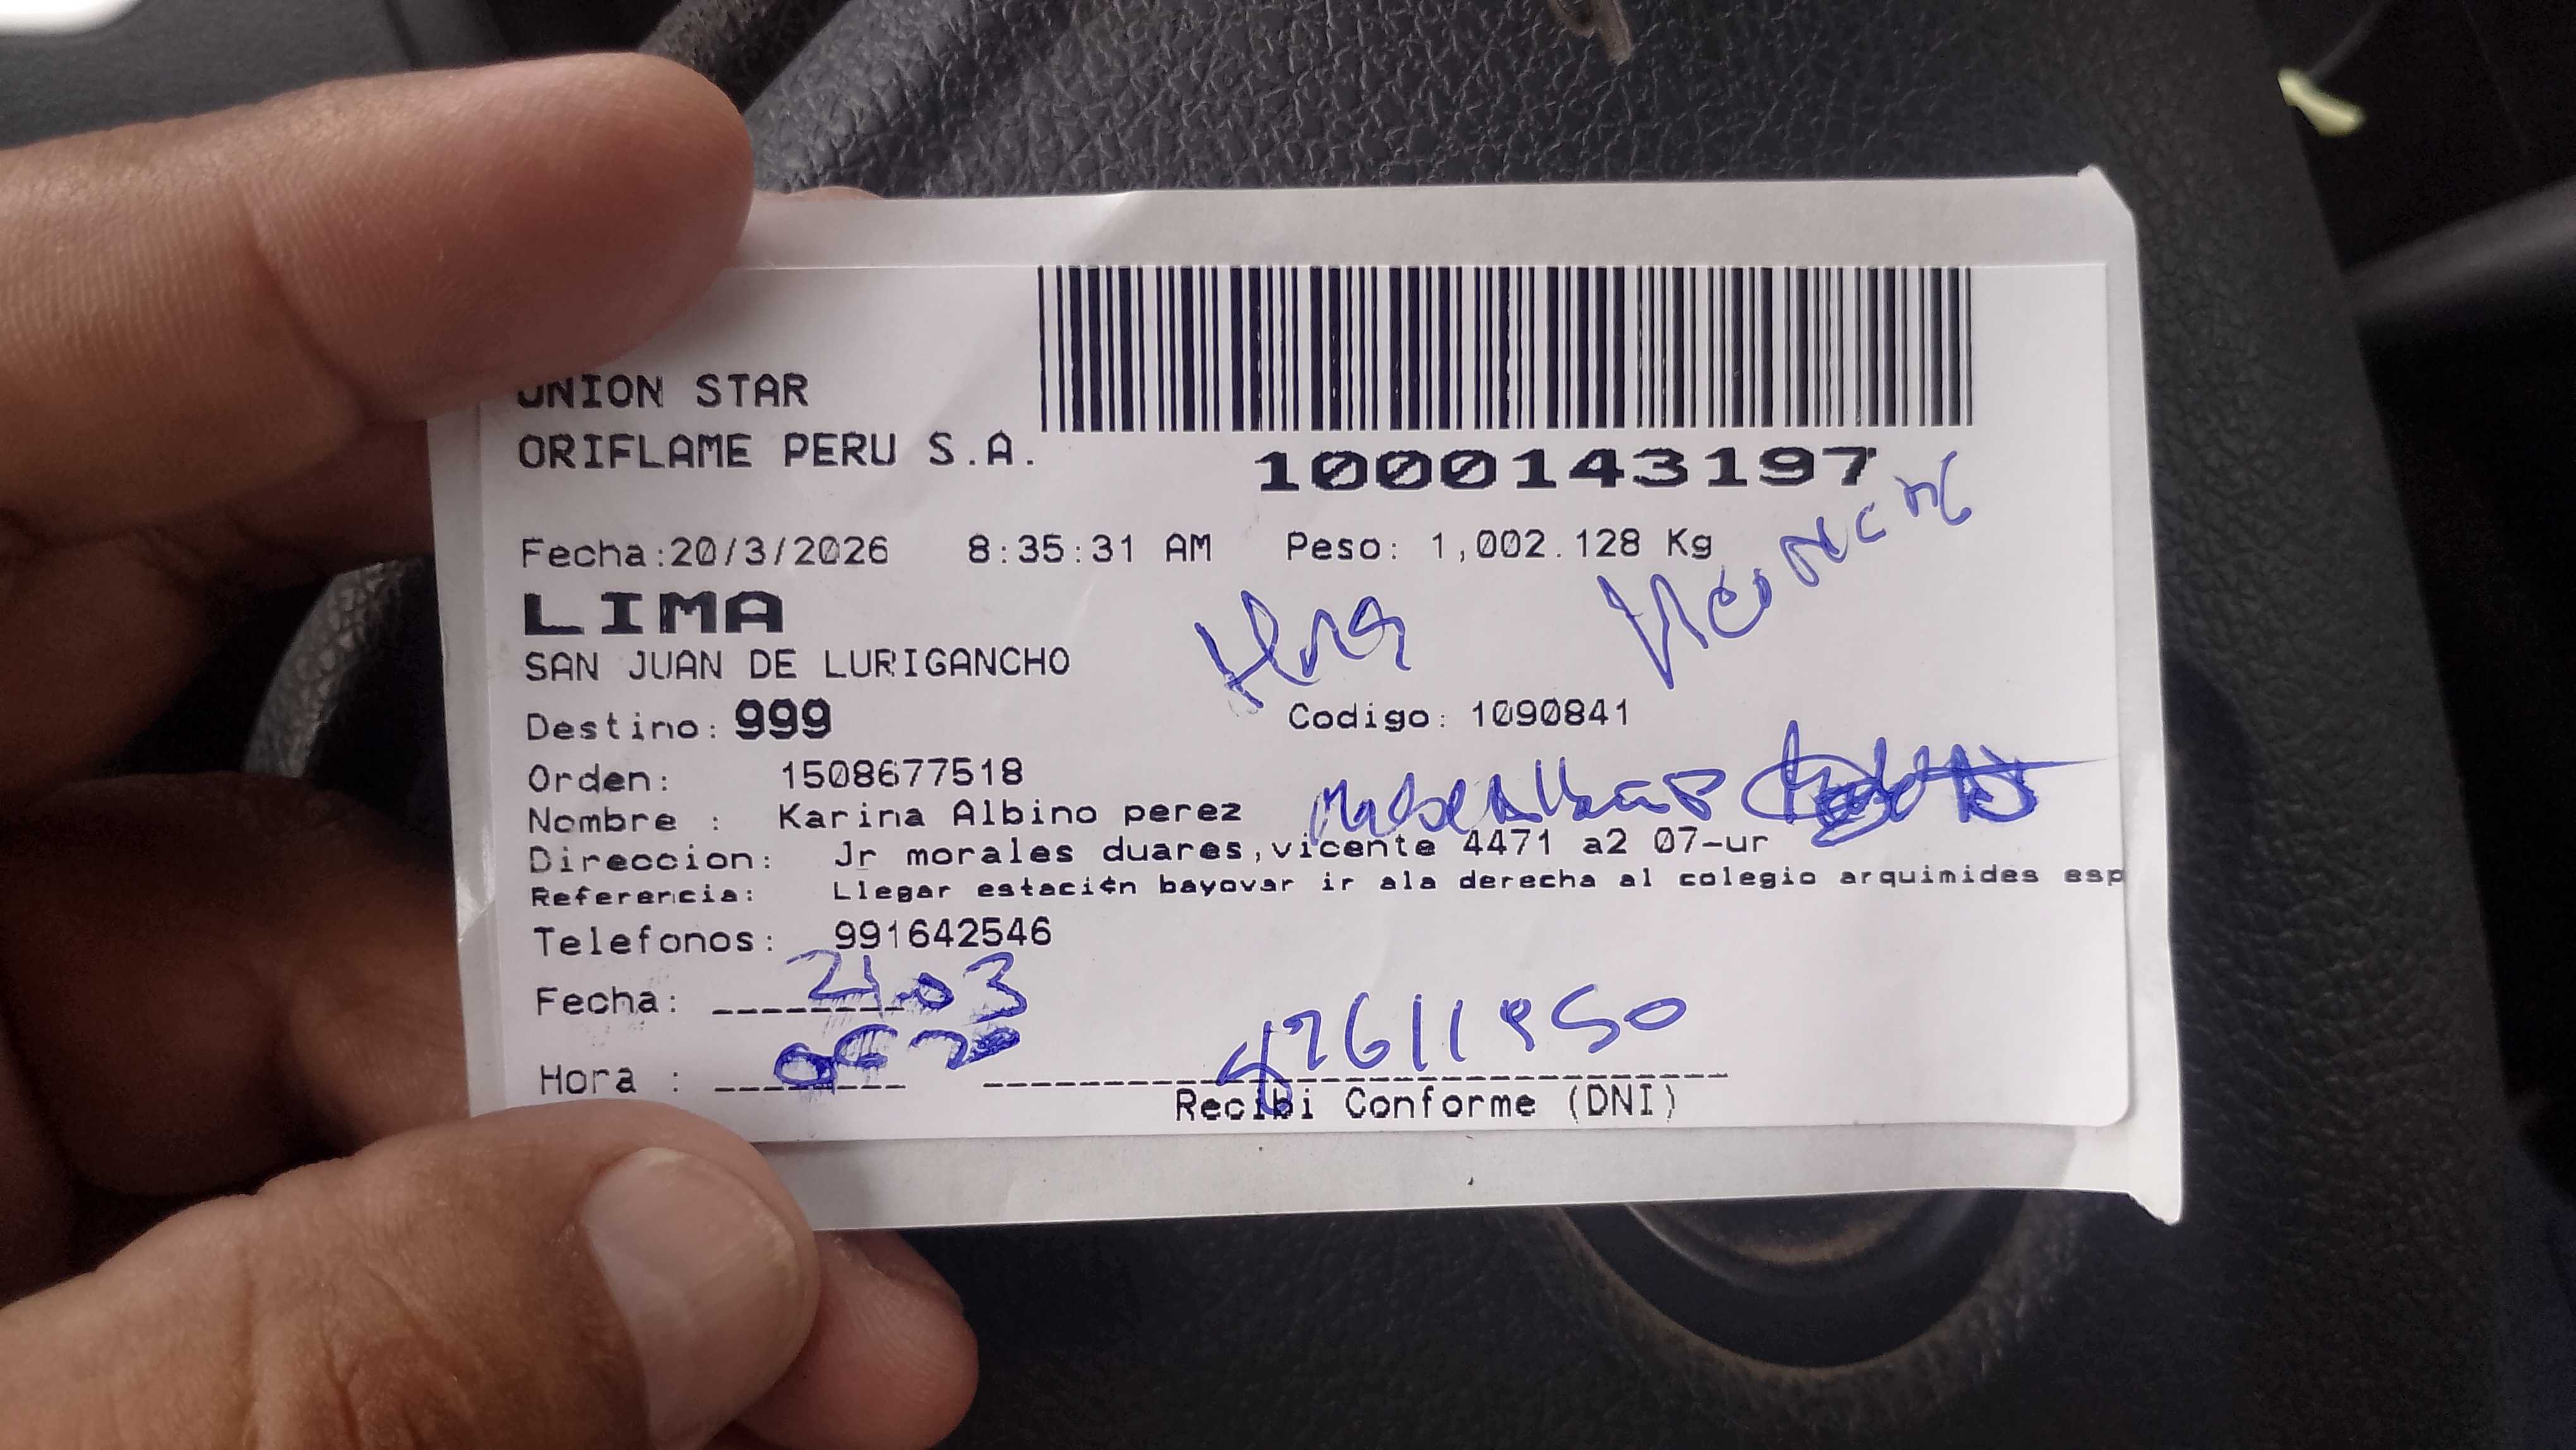 UNION STAR
ORIFLAME PERU S.A.
1000143197
Fecha:20/3/2026 8:35:31 AM Peso: 1,002.128 Kg
LIMA
SAN JUAN DE LURIGANCHO
Destino: 999 Codigo: 1090841
Orden: 1508677518
Nombre : Karina Albino perez
Direccion: Jr morales duares,vicente 4471 a2 07-ur
Referencia: Llegar estaci¢n bayovar ir ala derecha al colegio arquimides esp
Telefonos: 991642546
Fecha: 21.03
Hora :
Recibi Conforme (DNI)